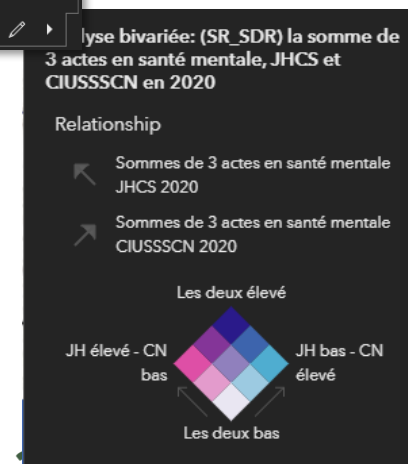 lyse bivariée: (SR_SDR) la somme de
3 actes en santé mentale, JHCS et
CIUSSSCN en 2020
Relationship
Sommes de 3 actes en santé mentale
JHCS 2020
Sommes de 3 actes en santé mentale
CIUSSSCN 2020
Les deux élevé
JH élevé - CN
bas
JH bas - CN
élevé
Les deux bas